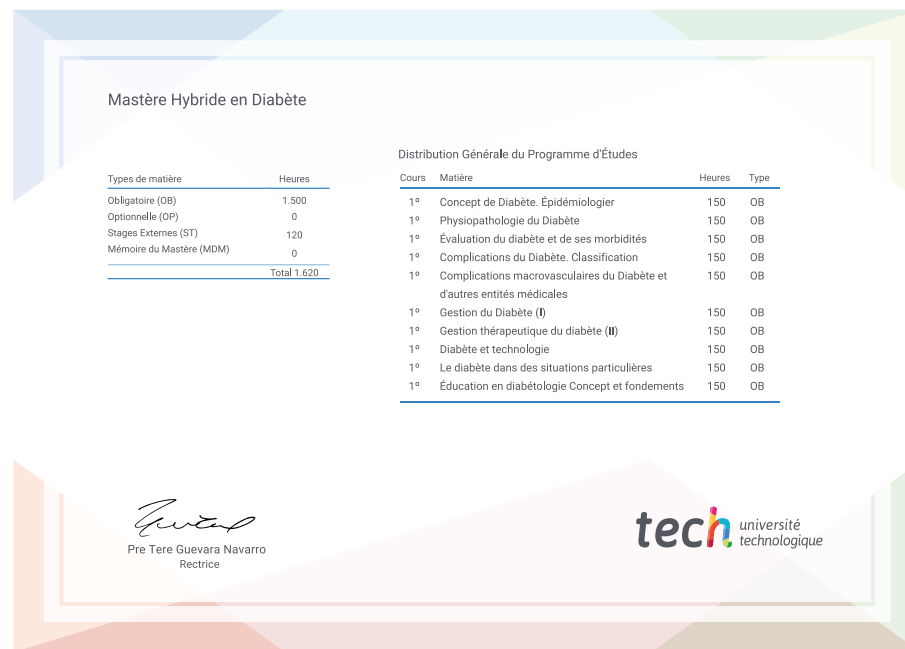 Mastère Hybride en Diabète
Types de matière Heures
Obligatoire (OB) 1.500
Optionnelle (OP) 0
Stages Externes (ST) 120
Mémoire du Mastère (MDM) 0
Total 1.620
Distribution Générale du Programme d'Études
Cours Matière Heures Type
1º Concept de Diabète. Épidémiologier 150 OB
1º Physiopathologie du Diabète 150 OB
1º Évaluation du diabète et de ses morbidités 150 OB
1º Complications du Diabète. Classification 150 OB
1º Complications macrovasculaires du Diabète et 150 OB
d'autres entités médicales
1º Gestion du Diabète (I) 150 OB
1º Gestion thérapeutique du diabète (II) 150 OB
1º Diabète et technologie 150 OB
1º Le diabète dans des situations particulières 150 OB
1º Éducation en diabétologie Concept et fondements 150 OB
Pre Tere Guevara Navarro
Rectrice
tech université
technologique